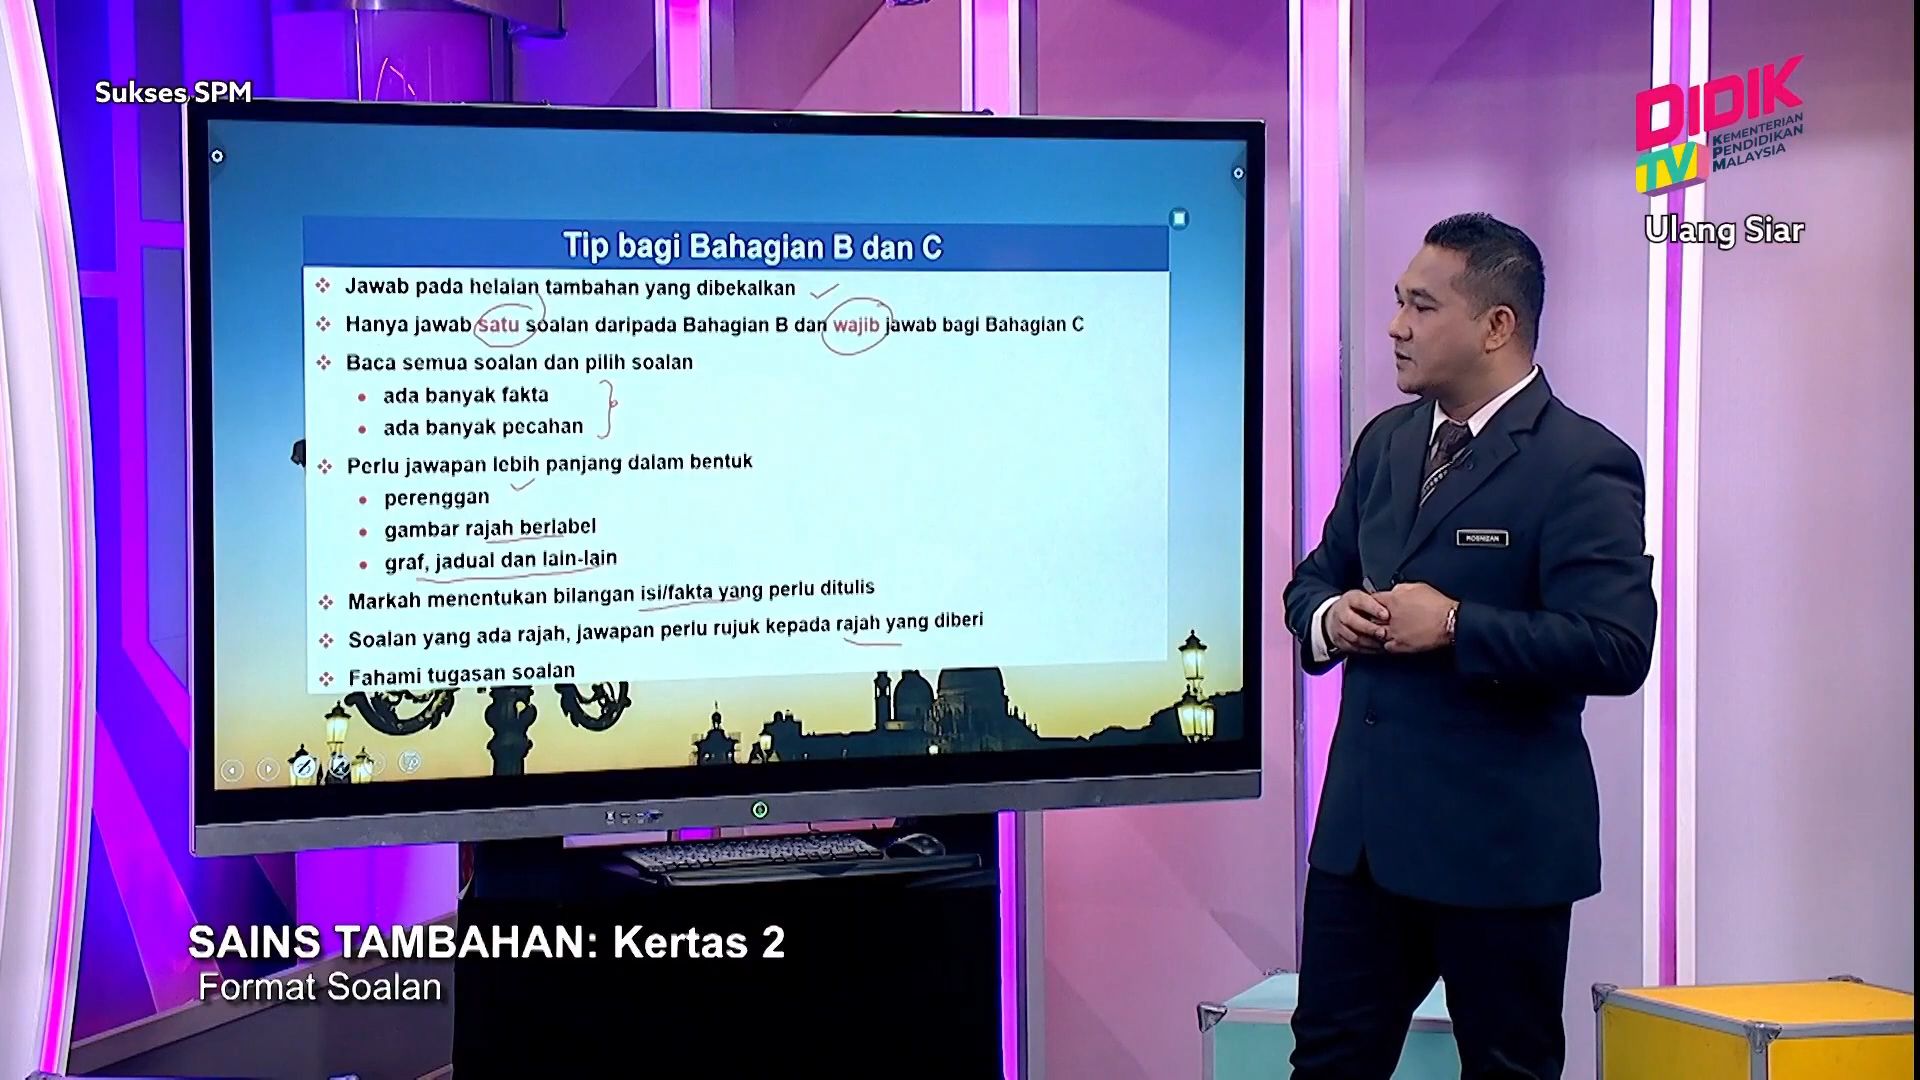 Sukses SPM
DIDIK
TV
KEMENTERIAN
PENDIDIKAN
MALAYSIA
Ulang Siar
Tip bagi Bahagian B dan C
Jawab pada helaian tambahan yang dibekalkan
Hanya jawab satu soalan daripada Bahagian B dan wajib jawab bagi Bahagian C
Baca semua soalan dan pilih soalan
ada banyak fakta
ada banyak pecahan
Perlu jawapan lebih panjang dalam bentuk
perenggan
gambar rajah berlabel
graf, jadual dan lain-lain
Markah menentukan bilangan isi/fakta yang perlu ditulis
Soalan yang ada rajah, jawapan perlu rujuk kepada rajah yang diberi
Fahami tugasan soalan
SAINS TAMBAHAN: Kertas 2
Format Soalan